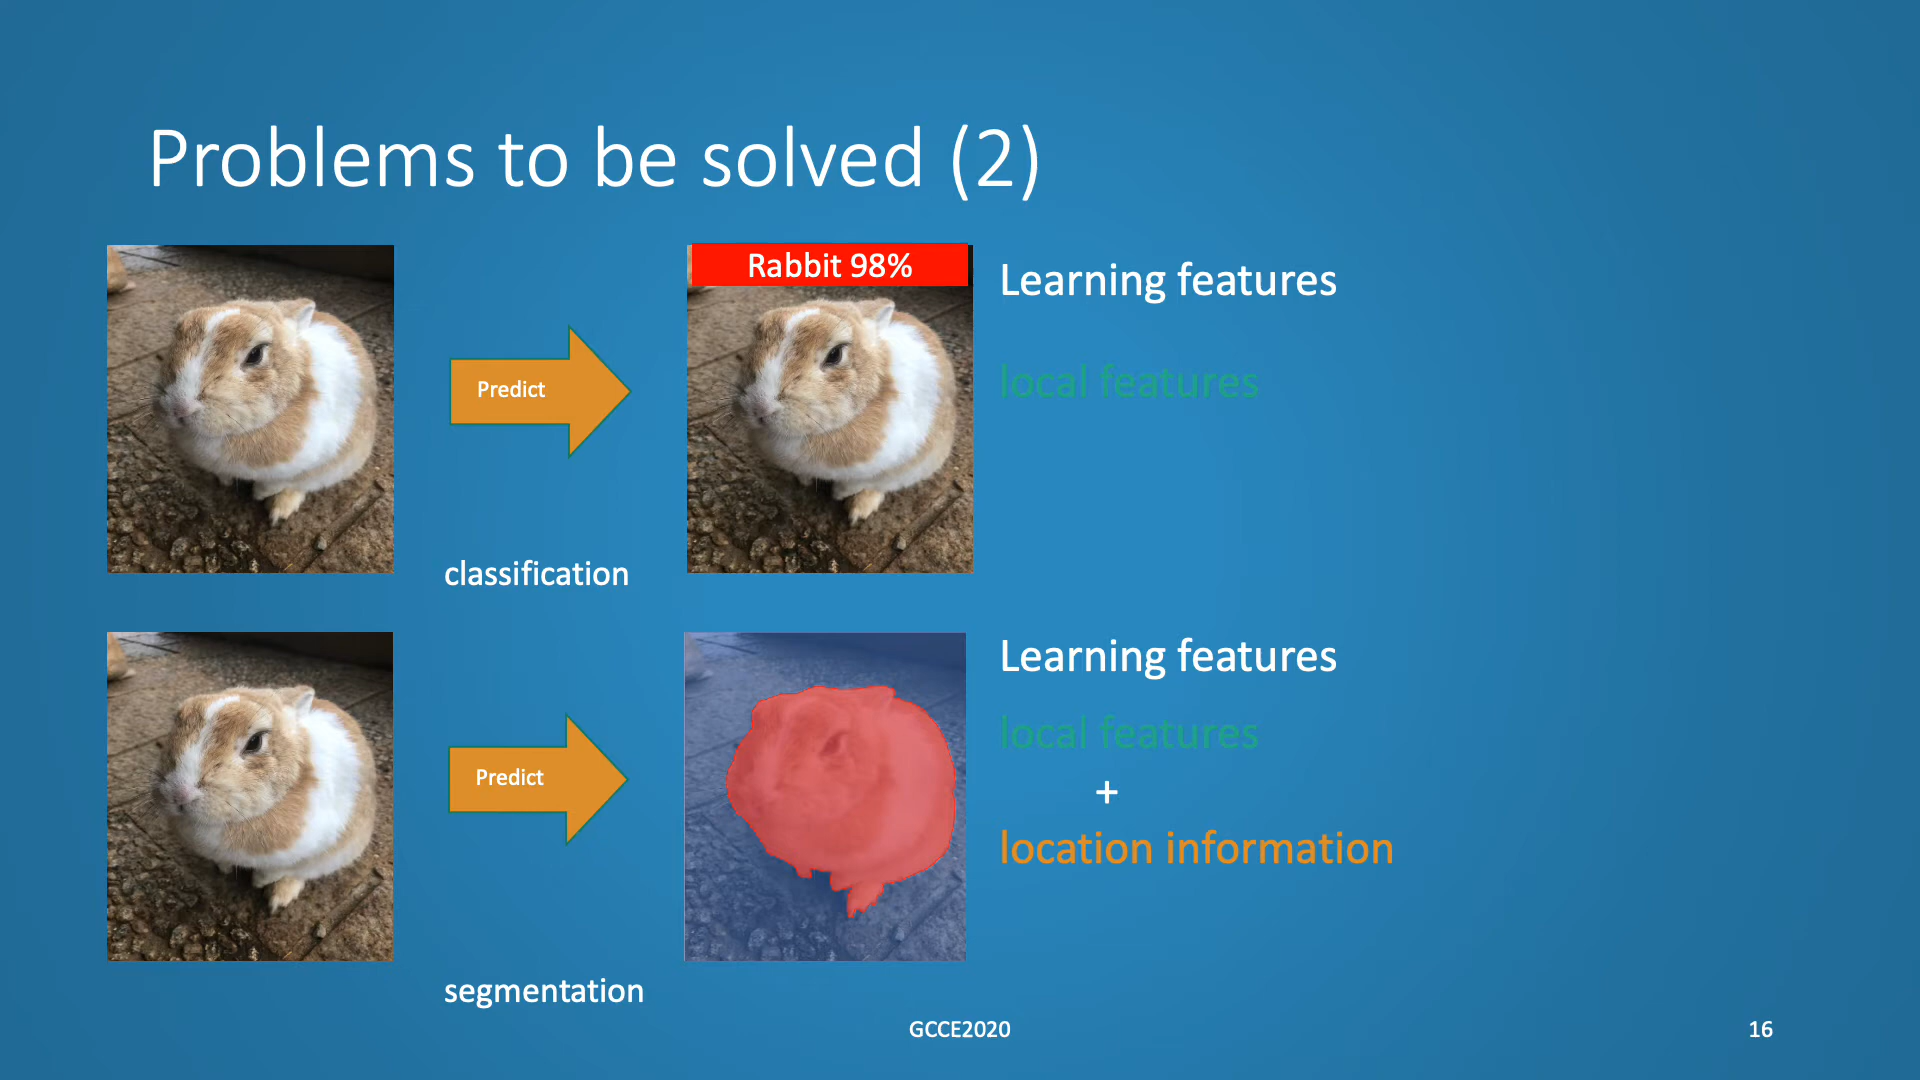 Problems to be solved (2)
Rabbit 98%
Learning features
Predict
local features
classification
Learning features
local features
Predict
+
location information
segmentation
GCCE2020
16